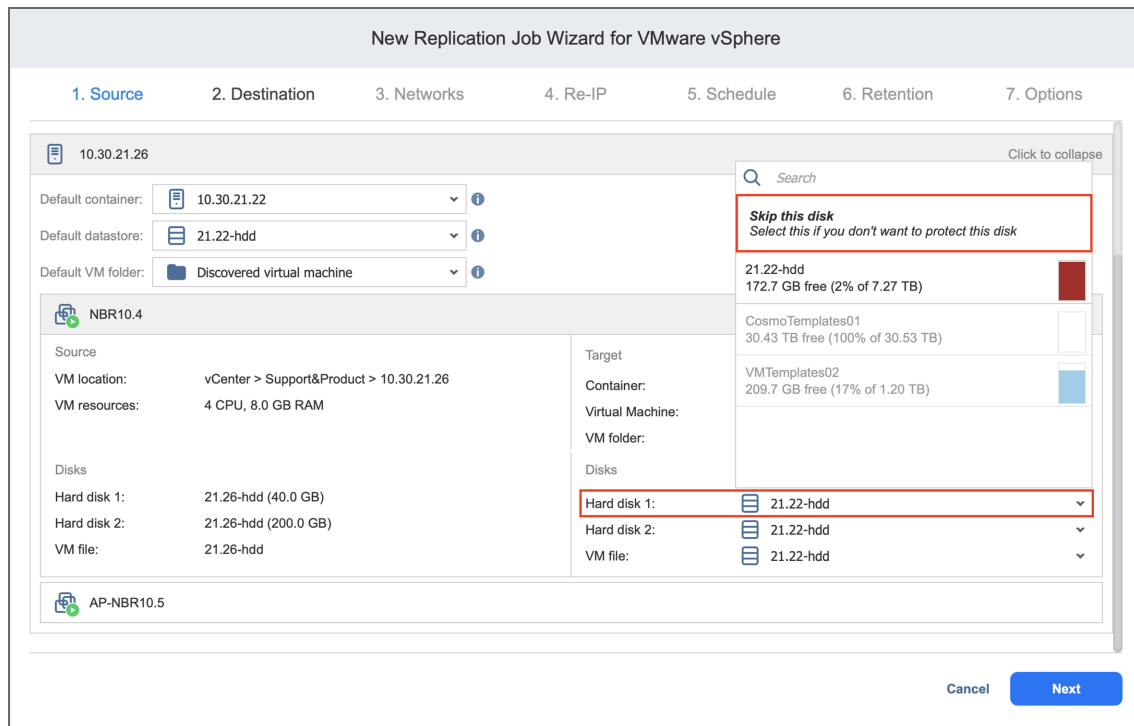 New Replication Job Wizard for VMware vSphere
1. Source 2. Destination 3. Networks 4. Re-IP 5. Schedule 6. Retention 7. Options
10.30.21.26 Click to collapse
Default container: 10.30.21.22
Default datastore: 21.22-hdd
Default VM folder: Discovered virtual machine
Search
Skip this disk
Select this if you don't want to protect this disk
21.22-hdd
172.7 GB free (2% of 7.27 TB)
CosmoTemplates01
30.43 TB free (100% of 30.53 TB)
VMTemplates02
209.7 GB free (17% of 1.20 TB)
NBR10.4
Source
VM location: vCenter > Support&Product > 10.30.21.26
VM resources: 4 CPU, 8.0 GB RAM
Target
Container:
Virtual Machine:
VM folder:
Disks
Hard disk 1: 21.26-hdd (40.0 GB)
Hard disk 2: 21.26-hdd (200.0 GB)
VM file: 21.26-hdd
Disks
Hard disk 1: 21.22-hdd
Hard disk 2: 21.22-hdd
VM file: 21.22-hdd
AP-NBR10.5
Cancel Next